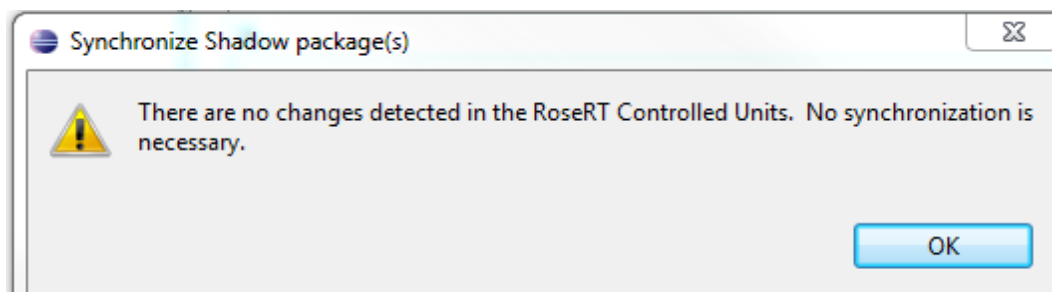 Synchronize Shadow package(s)
There are no changes detected in the RoseRT Controlled Units.  No synchronization is
necessary.
OK